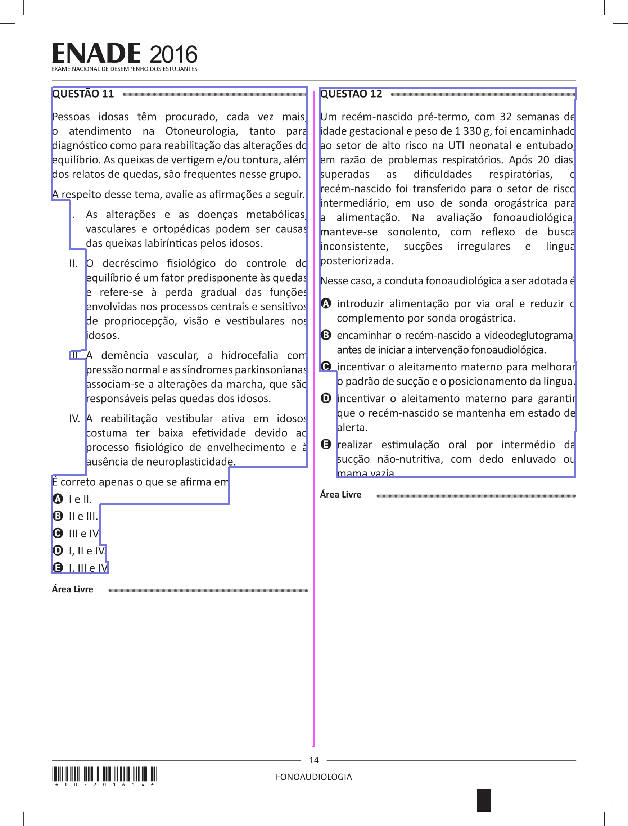 ENADE 2016
EXAME NACIONAL DE DESEMPENHO DOS ESTUDANTES
QUESTÃO 11
Pessoas idosas têm procurado, cada vez mais,
o atendimento na Otoneurologia, tanto para
diagnóstico como para reabilitação das alterações do
equilíbrio. As queixas de vertigem e/ou tontura, além
dos relatos de quedas, são frequentes nesse grupo.
A respeito desse tema, avalie as afirmações a seguir.
I. As alterações e as doenças metabólicas,
vasculares e ortopédicas podem ser causas
das queixas labirínticas pelos idosos.
II. O decréscimo fisiológico do controle do
equilíbrio é um fator predisponente às quedas
e refere-se à perda gradual das funções
envolvidas nos processos centrais e sensitivos
de propriocepção, visão e vestibulares nos
idosos.
III. A demência vascular, a hidrocefalia com
pressão normal e as síndromes parkinsonianas
associam-se a alterações da marcha, que são
responsáveis pelas quedas dos idosos.
IV. A reabilitação vestibular ativa em idosos
costuma ter baixa efetividade devido ao
processo fisiológico de envelhecimento e à
ausência de neuroplasticidade.
É correto apenas o que se afirma em
A I e II.
B II e III.
C III e IV.
D I, II e IV.
E I, III e IV.
Área Livre
QUESTÃO 12
Um recém-nascido pré-termo, com 32 semanas de
idade gestacional e peso de 1 330 g, foi encaminhado
ao setor de alto risco na UTI neonatal e entubado,
em razão de problemas respiratórios. Após 20 dias,
superadas as dificuldades respiratórias, o
recém-nascido foi transferido para o setor de risco
intermediário, em uso de sonda orogástrica para
a alimentação. Na avaliação fonoaudiológica,
manteve-se sonolento, com reflexo de busca
inconsistente, sucções irregulares e língua
posteriorizada.
Nesse caso, a conduta fonoaudiológica a ser adotada é
A introduzir alimentação por via oral e reduzir o
complemento por sonda orogástrica.
B encaminhar o recém-nascido a videodeglutograma,
antes de iniciar a intervenção fonoaudiológica.
C incentivar o aleitamento materno para melhorar
o padrão de sucção e o posicionamento da língua.
D incentivar o aleitamento materno para garantir
que o recém-nascido se mantenha em estado de
alerta.
E realizar estimulação oral por intermédio de
sucção não-nutritiva, com dedo enluvado ou
mama vazia.
Área Livre
14
FONOAUDIOLOGIA